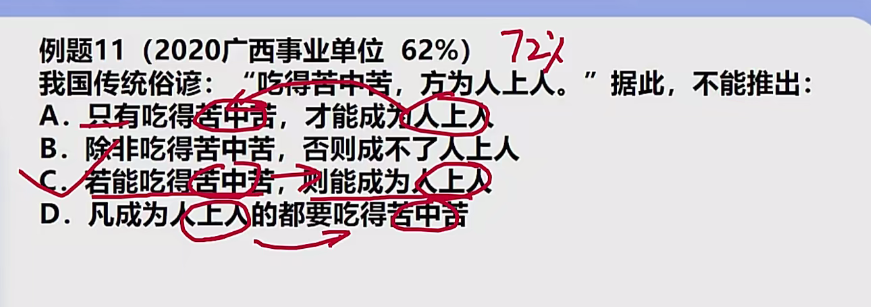 例题11（2020广西事业单位 62%） 72%
我国传统俗谚：“吃得苦中苦，方为人上人。”据此，不能推出：
A．只有吃得苦中苦，才能成为人上人
B．除非吃得苦中苦，否则成不了人上人
C．若能吃得苦中苦，则能成为人上人
D．凡成为人上人的都要吃得苦中苦